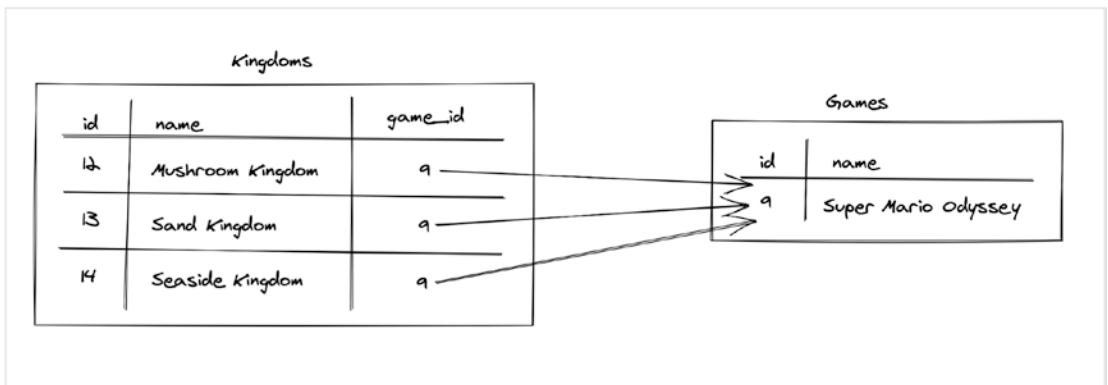 Kingdoms
id name game_id
12 Mushroom Kingdom 9
13 Sand Kingdom 9
14 Seaside Kingdom 9
Games
id name
9 Super Mario Odyssey